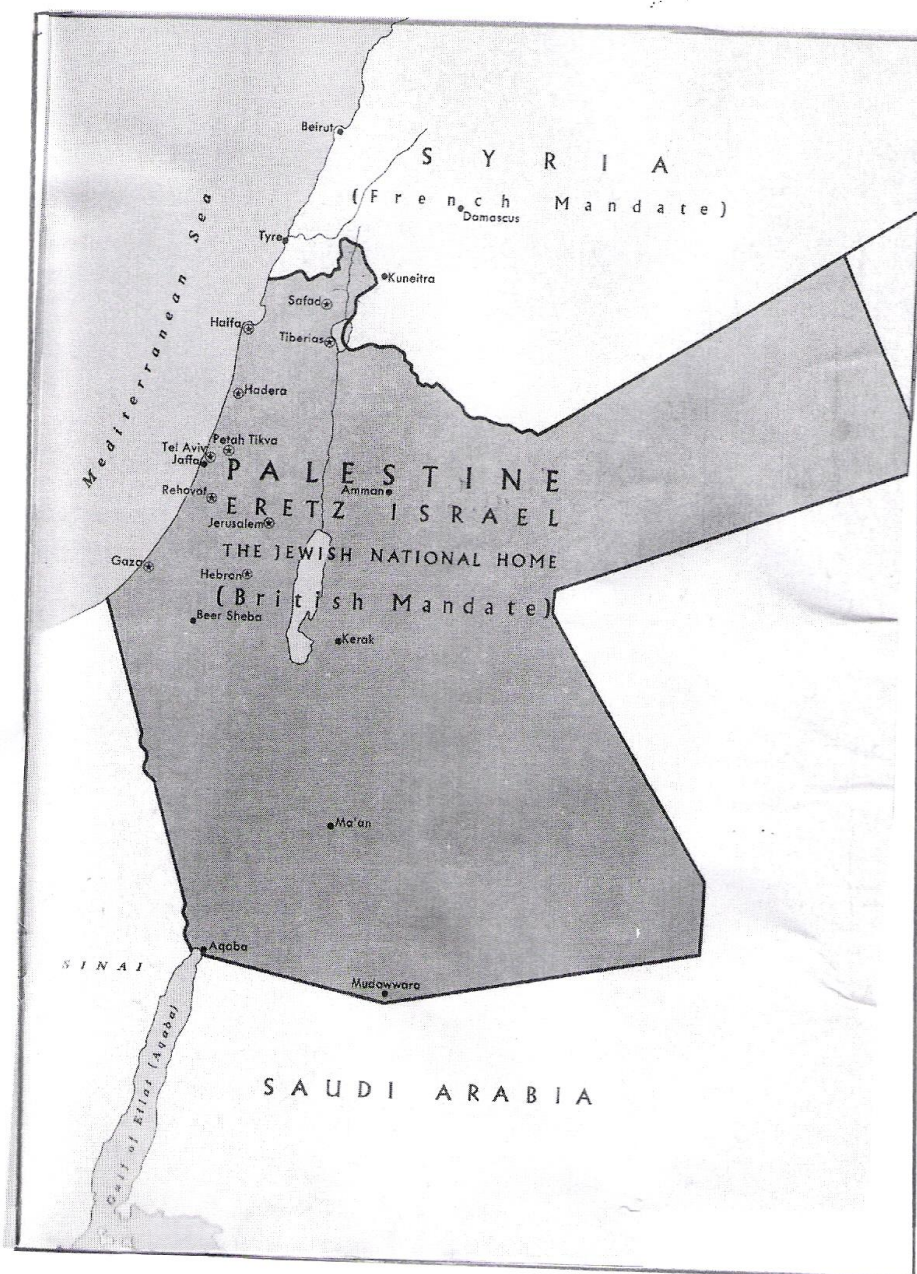 Beirut
SYRIA
(French Mandate)
Damascus
Tyre
Kuneitra
Mediterranean Sea
Safad
Haifa
Tiberias
Hadera
Petah Tikva
Tel Aviv
Jaffa
PALESTINE
Amman
Rehovot
ERETZ ISRAEL
Jerusalem
THE JEWISH NATIONAL HOME
Gaza
Hebron
(British Mandate)
Beer Sheba
Kerak
Ma'an
Aqaba
SINAI
Mudawwara
Gulf of Eilat (Aqaba)
SAUDI ARABIA